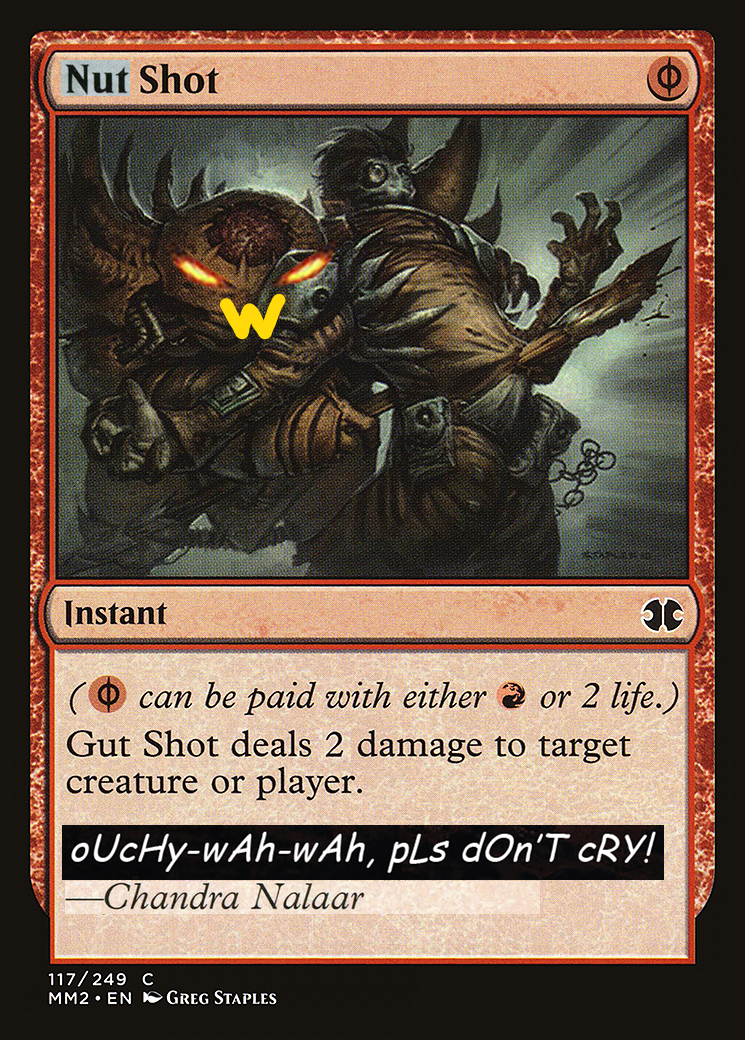 Nut Shot
W
Instant
( can be paid with either or 2 life.)
Gut Shot deals 2 damage to target
creature or player.
oUcHy-wAh-wAh, pLs dOn'T cRY!
—Chandra Nalaar
117/249 C
MM2 • EN Greg Staples